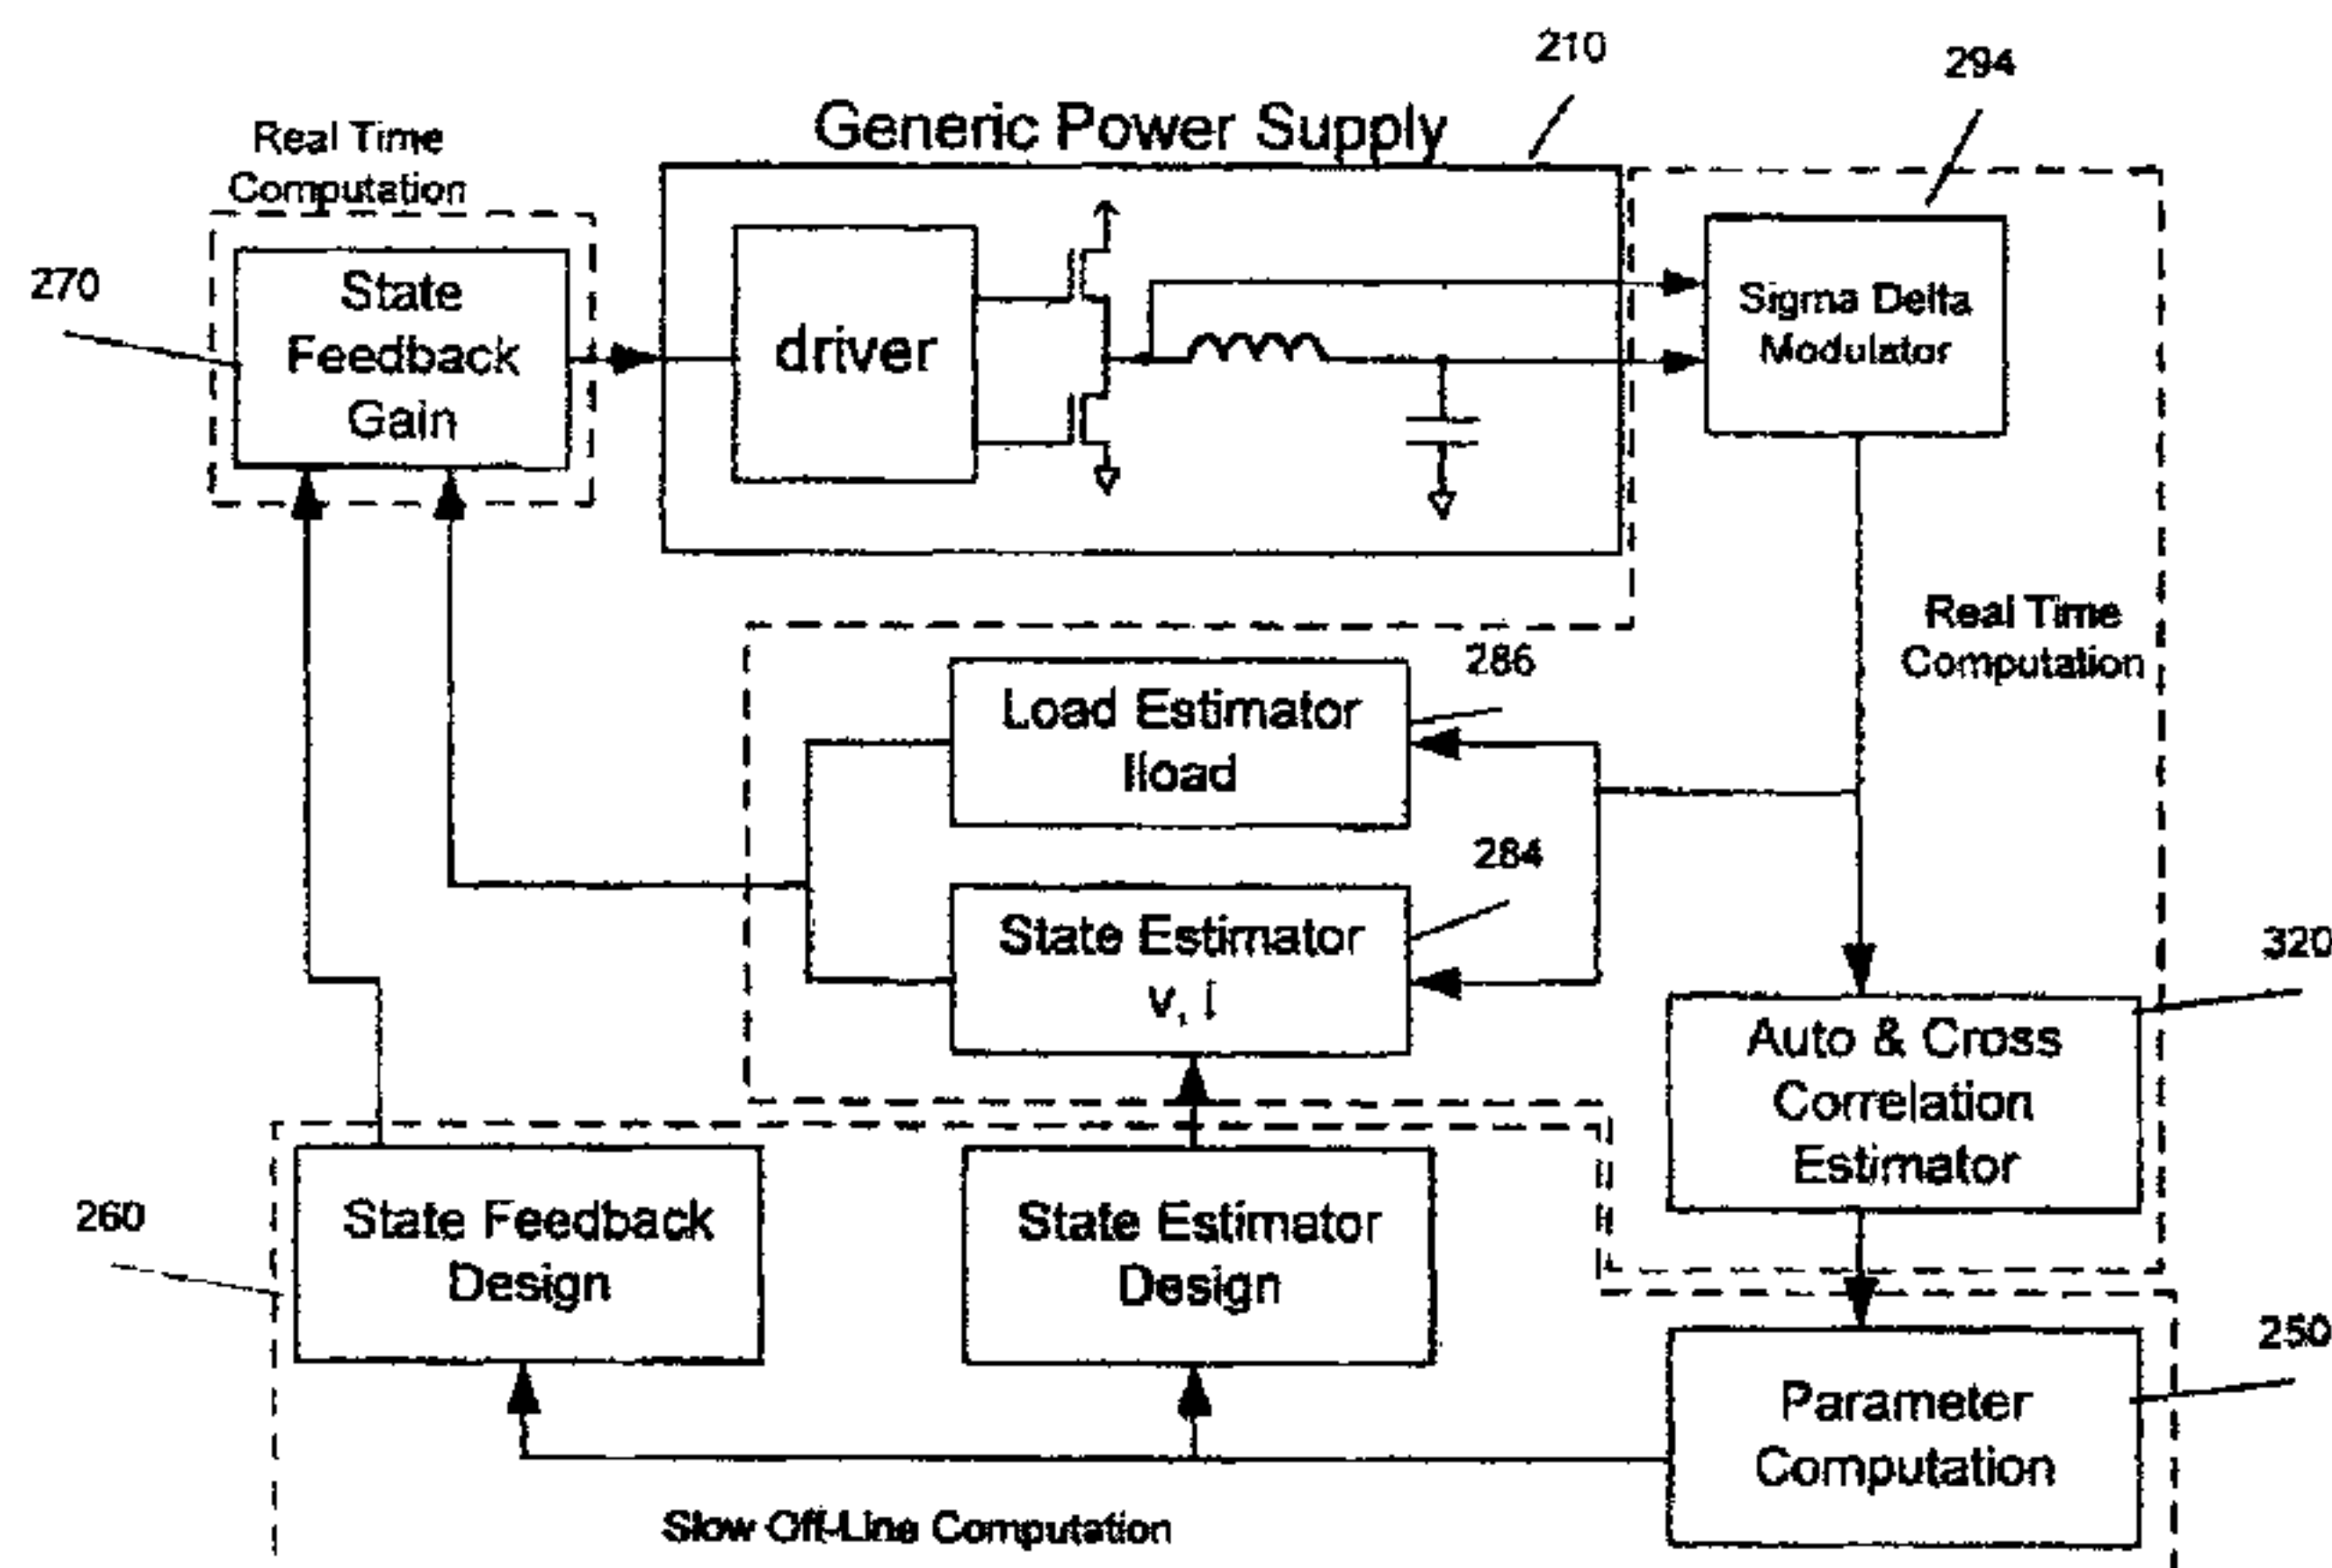 210
294
Generic Power Supply
Real Time
Computation
270
State
Feedback
Gain
driver
Sigma Delta
Modulator
Real Time
Computation
286
Load Estimator
Iload
284
State Estimator
v, i
320
Auto & Cross
Correlation
Estimator
260
State Feedback
Design
State Estimator
Design
250
Parameter
Computation
Slow Off-Line Computation